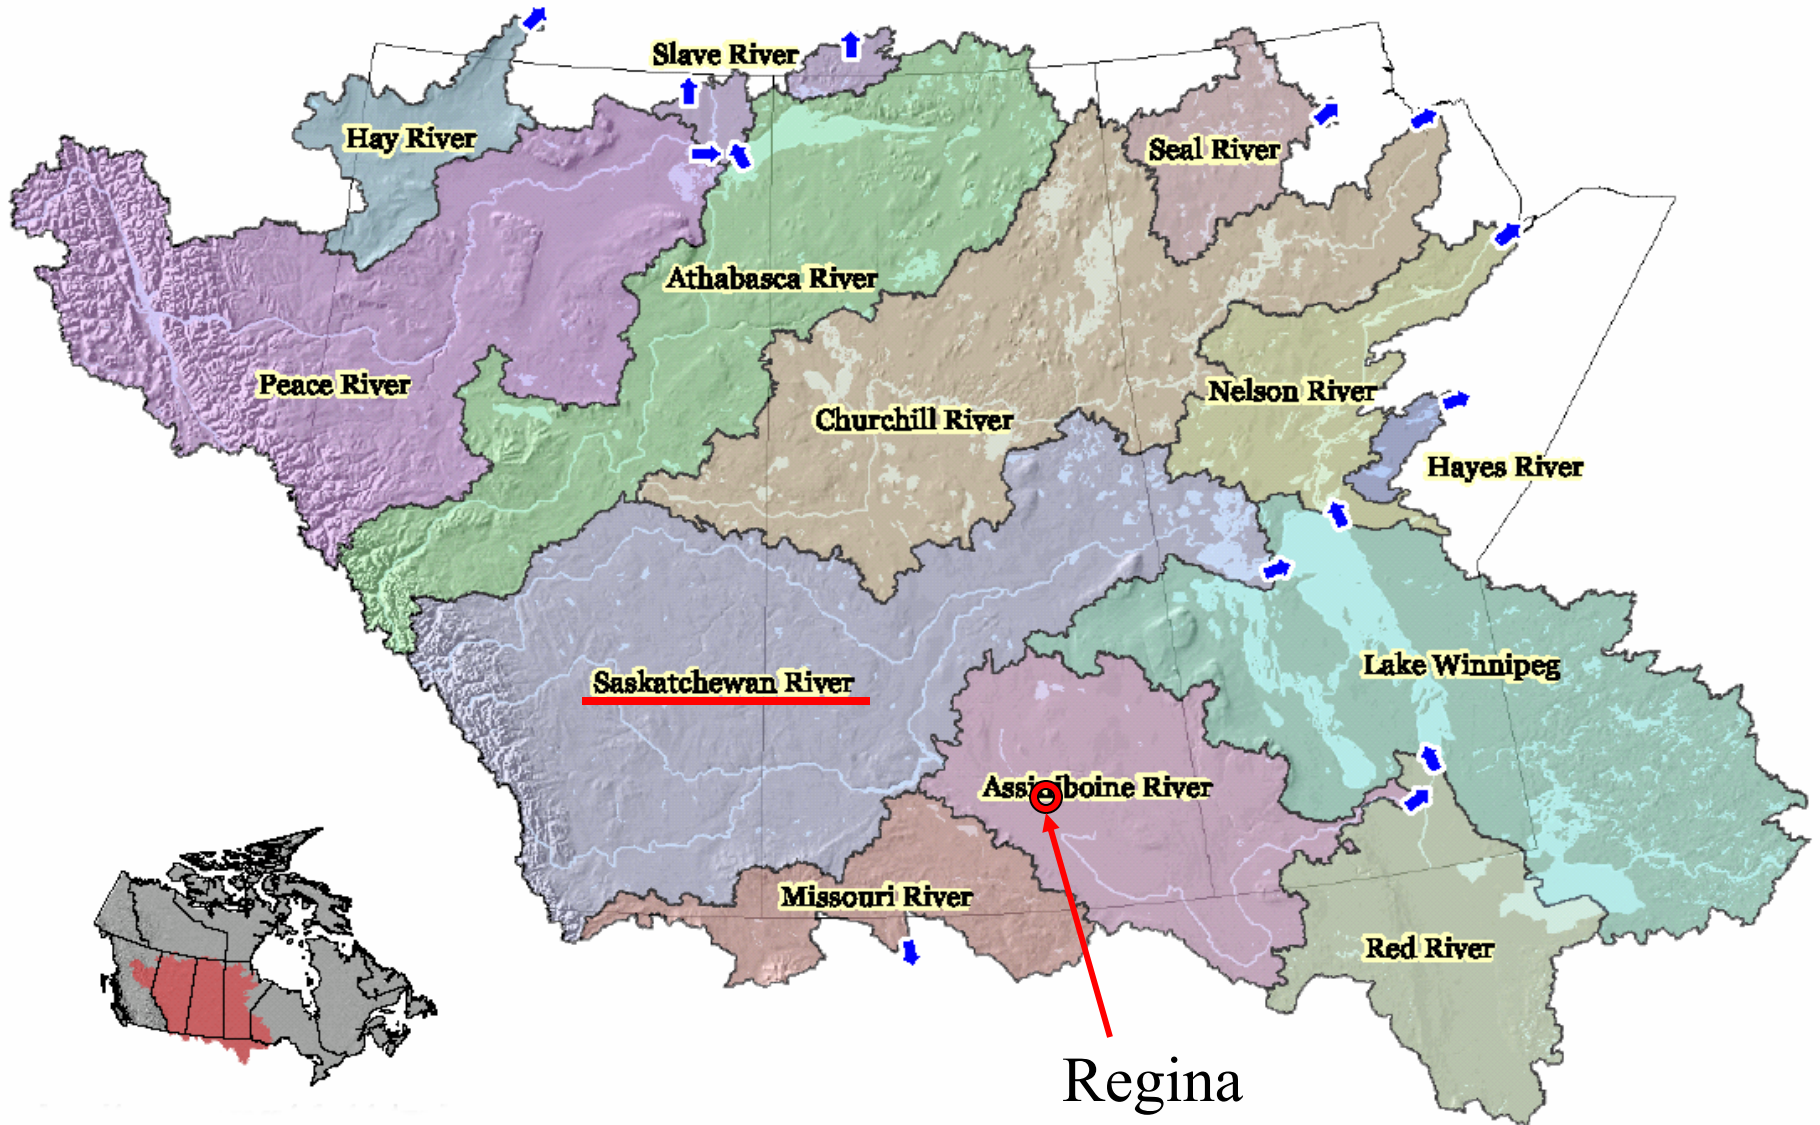 Slave River
Hay River
Seal River
Athabasca River
Peace River
Nelson River
Churchill River
Hayes River
Lake Winnipeg
Saskatchewan River
Assiniboine River
Missouri River
Red River
Regina